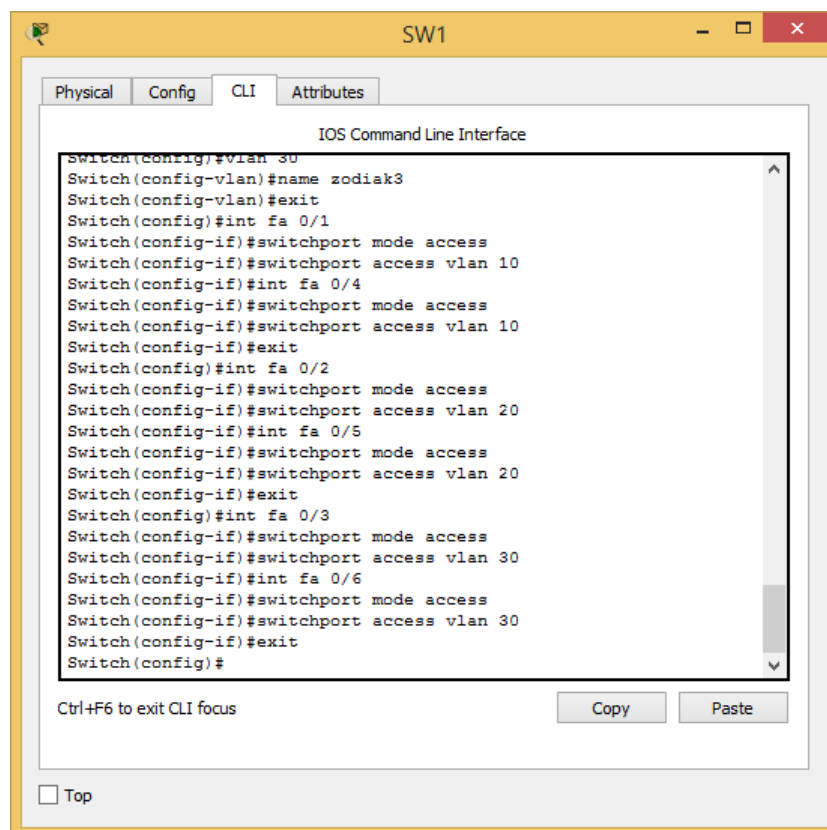 SW1
Physical Config CLI Attributes
IOS Command Line Interface
Switch(config)#vlan 30
Switch(config-vlan)#name zodiak3
Switch(config-vlan)#exit
Switch(config)#int fa 0/1
Switch(config-if)#switchport mode access
Switch(config-if)#switchport access vlan 10
Switch(config-if)#int fa 0/4
Switch(config-if)#switchport mode access
Switch(config-if)#switchport access vlan 10
Switch(config-if)#exit
Switch(config)#int fa 0/2
Switch(config-if)#switchport mode access
Switch(config-if)#switchport access vlan 20
Switch(config-if)#int fa 0/5
Switch(config-if)#switchport mode access
Switch(config-if)#switchport access vlan 20
Switch(config-if)#exit
Switch(config)#int fa 0/3
Switch(config-if)#switchport mode access
Switch(config-if)#switchport access vlan 30
Switch(config-if)#int fa 0/6
Switch(config-if)#switchport mode access
Switch(config-if)#switchport access vlan 30
Switch(config-if)#exit
Switch(config)#
Ctrl+F6 to exit CLI focus Copy Paste
Top